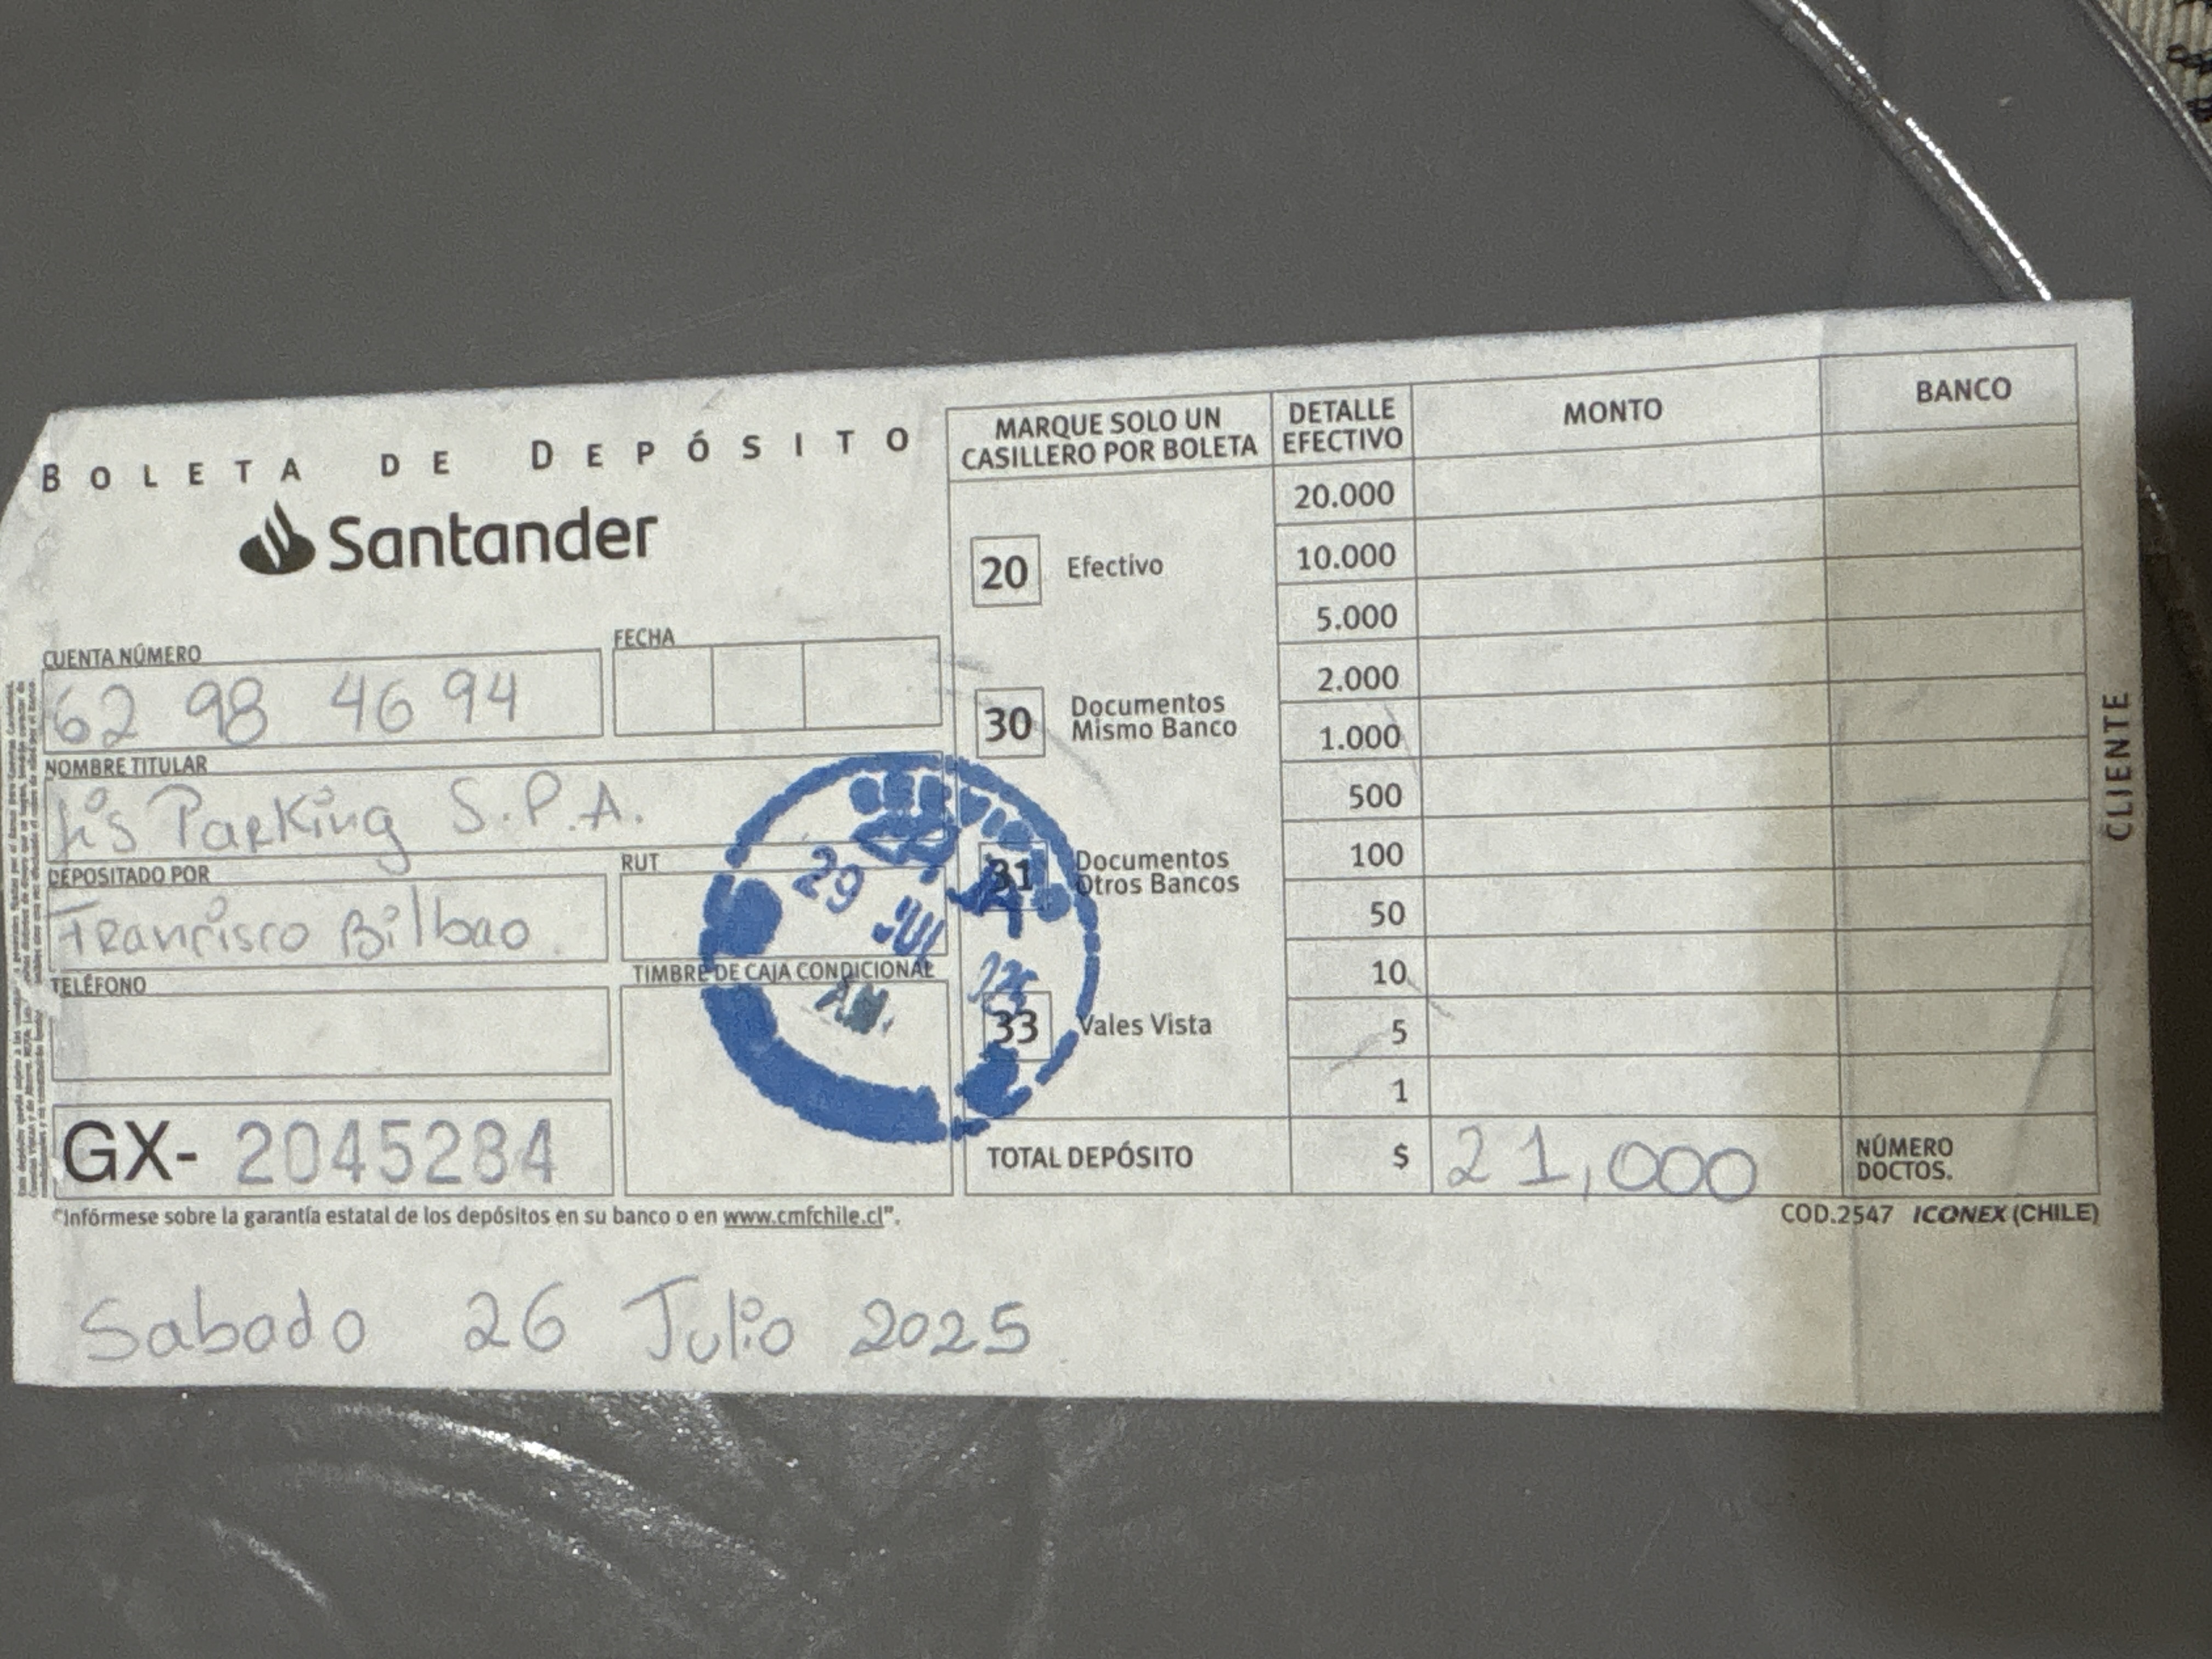 BOLETA DE DEPÓSITO
Santander
CUENTA NÚMERO
62 98 46 94
FECHA
NOMBRE TITULAR
Jis Parking S.P.A.
DEPOSITADO POR
Francisco Bilbao
RUT
TELÉFONO
TIMBRE DE CAJA CONDICIONAL
29 JUL
GX- 2045284
"Infórmese sobre la garantía estatal de los depósitos en su banco o en www.cmfchile.cl".
MARQUE SOLO UN CASILLERO POR BOLETA
20 Efectivo
30 Documentos Mismo Banco
31 Documentos Otros Bancos
33 Vales Vista
DETALLE EFECTIVO
MONTO
BANCO
20.000
10.000
5.000
2.000
1.000
500
100
50
10
5
1
TOTAL DEPÓSITO $ 21,000
NÚMERO DOCTOS.
COD.2547 ICONEX (CHILE)
CLIENTE
Sabado 26 Julio 2025